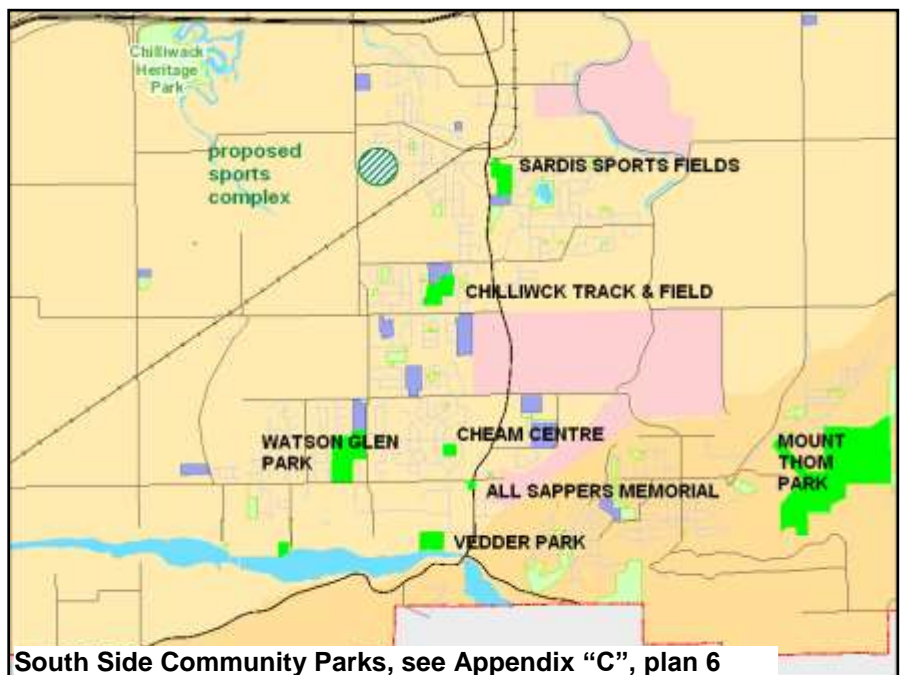 Chilliwack
Heritage
Park
proposed
sports
complex
SARDIS SPORTS FIELDS
CHILLIWCK TRACK & FIELD
WATSON GLEN
PARK
CHEAM CENTRE
MOUNT
THOM
PARK
ALL SAPPERS MEMORIAL
VEDDER PARK
South Side Community Parks, see Appendix “C”, plan 6